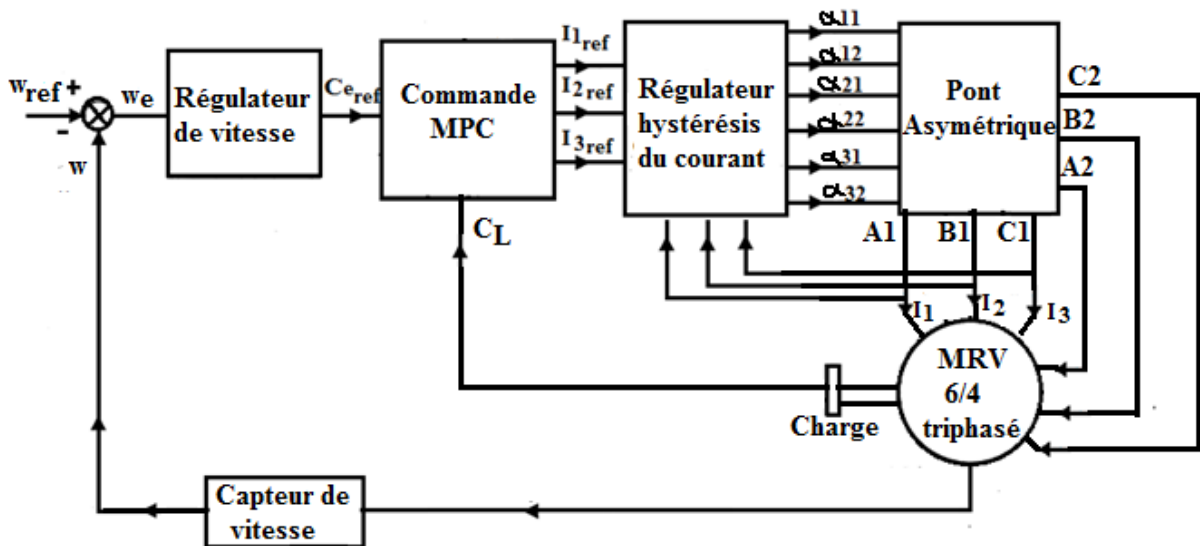 wref +
-
we
w
Régulateur
de vitesse
Ceref
Commande
MPC
CL
I1ref
I2ref
I3ref
Régulateur
hystérésis
du courant
α11
α12
α21
α22
α31
α32
Pont
Asymétrique
C2
B2
A2
A1
B1
C1
I1
I2
I3
MRV
6/4
triphasé
Charge
Capteur de
vitesse